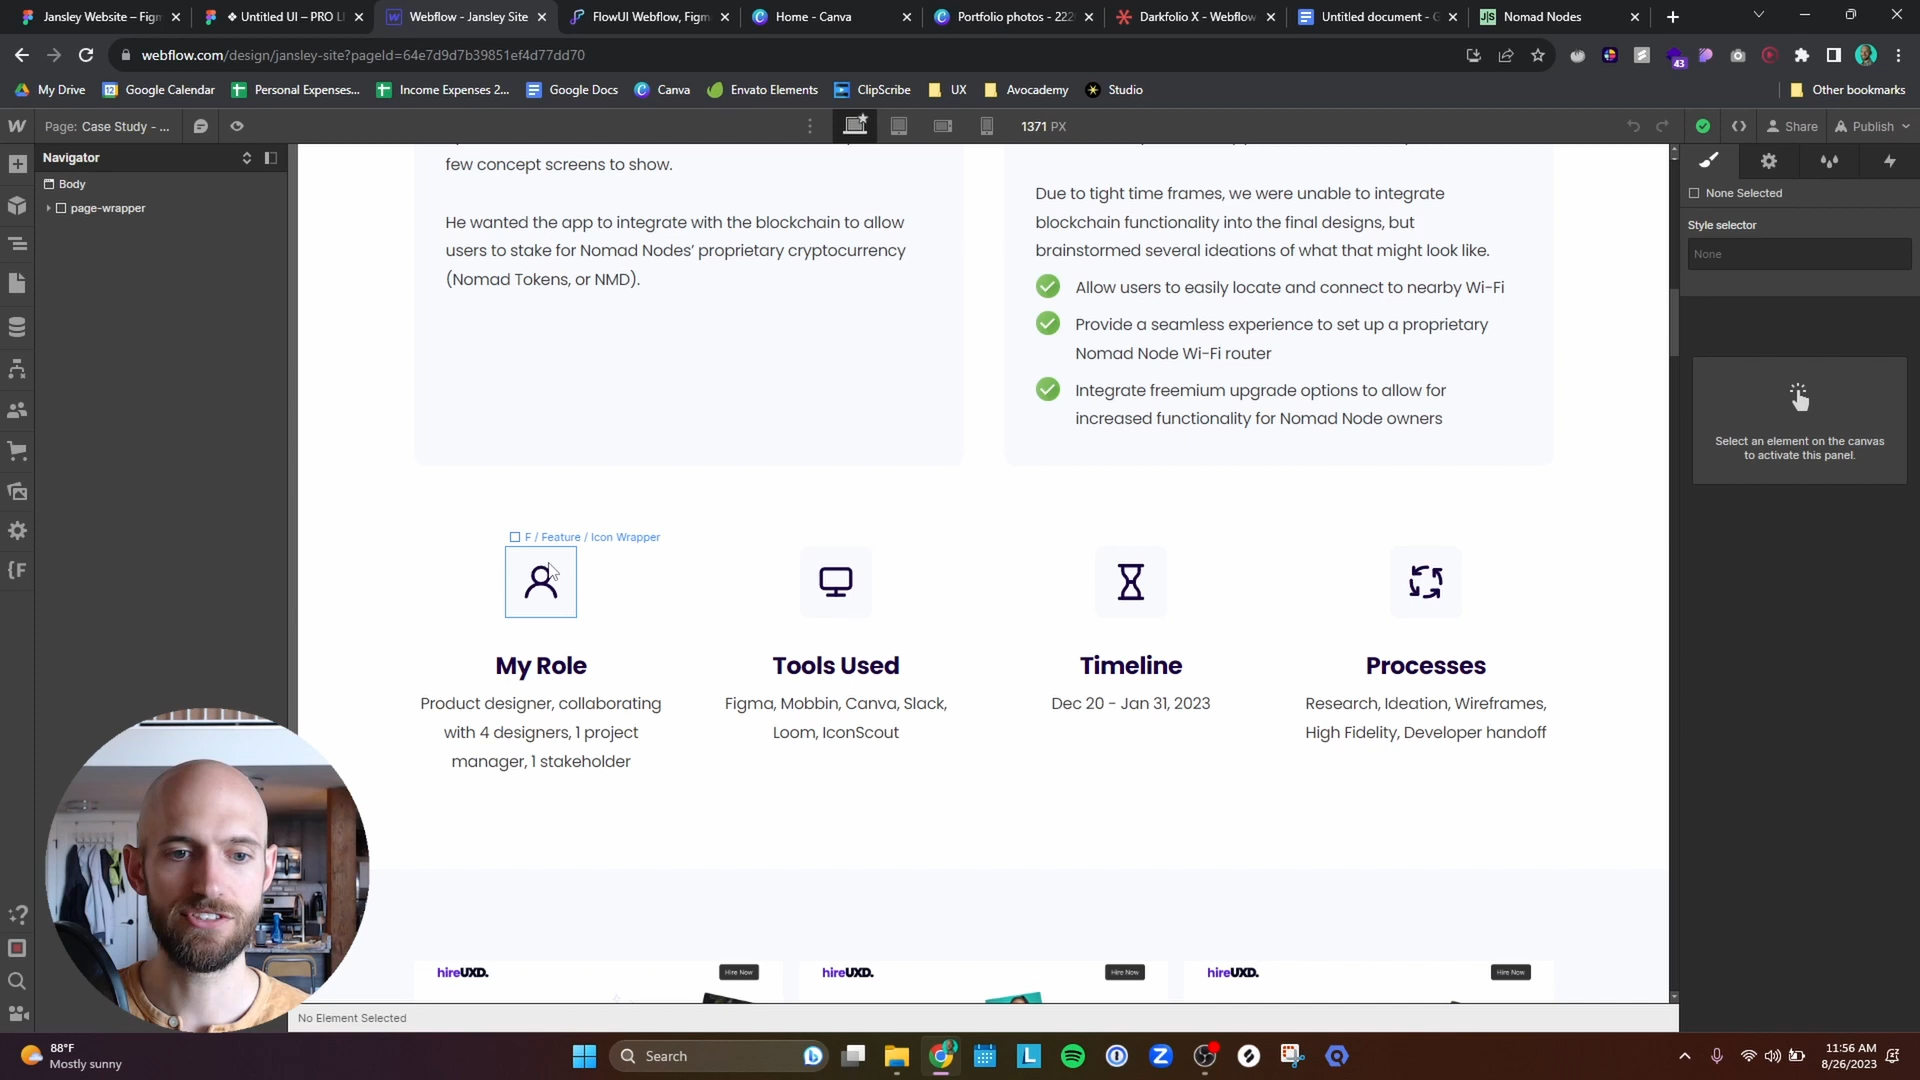 Jansley Website – Figm
❖ Untitled UI – PRO LI
Webflow - Jansley Site
FlowUI Webflow, Figm
Home - Canva
Portfolio photos - 222
Darkfolio X - Webflow
Untitled document - G
Nomad Nodes
webflow.com/design/jansley-site?pageId=64e7d9d7b39851ef4d77dd70
43
My Drive
Google Calendar
Personal Expenses...
Income Expenses 2...
Google Docs
Canva
Envato Elements
ClipScribe
UX
Avocademy
Studio
Other bookmarks
Page: Case Study - ...
1371 PX
Share
Publish
Navigator
Body
page-wrapper
few concept screens to show.
He wanted the app to integrate with the blockchain to allow
users to stake for Nomad Nodes’ proprietary cryptocurrency
(Nomad Tokens, or NMD).
Due to tight time frames, we were unable to integrate
blockchain functionality into the final designs, but
brainstormed several ideations of what that might look like.
Allow users to easily locate and connect to nearby Wi-Fi
Provide a seamless experience to set up a proprietary
Nomad Node Wi-Fi router
Integrate freemium upgrade options to allow for
increased functionality for Nomad Node owners
None Selected
Style selector
None
Select an element on the canvas
to activate this panel.
F / Feature / Icon Wrapper
My Role
Product designer, collaborating
with 4 designers, 1 project
manager, 1 stakeholder
Tools Used
Figma, Mobbin, Canva, Slack,
Loom, IconScout
Timeline
Dec 20 - Jan 31, 2023
Processes
Research, Ideation, Wireframes,
High Fidelity, Developer handoff
hireUXD.
Hire Now
hireUXD.
Hire Now
hireUXD.
Hire Now
No Element Selected
88°F
Mostly sunny
Search
11:56 AM
8/26/2023